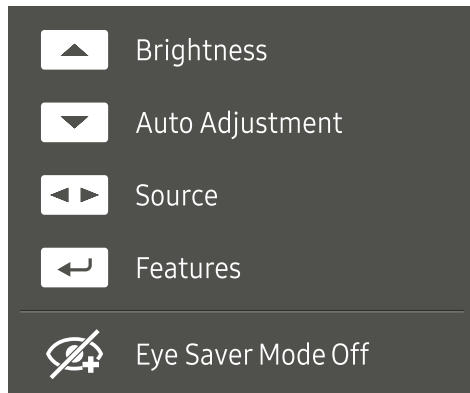 Brightness
Auto Adjustment
Source
Features
Eye Saver Mode Off